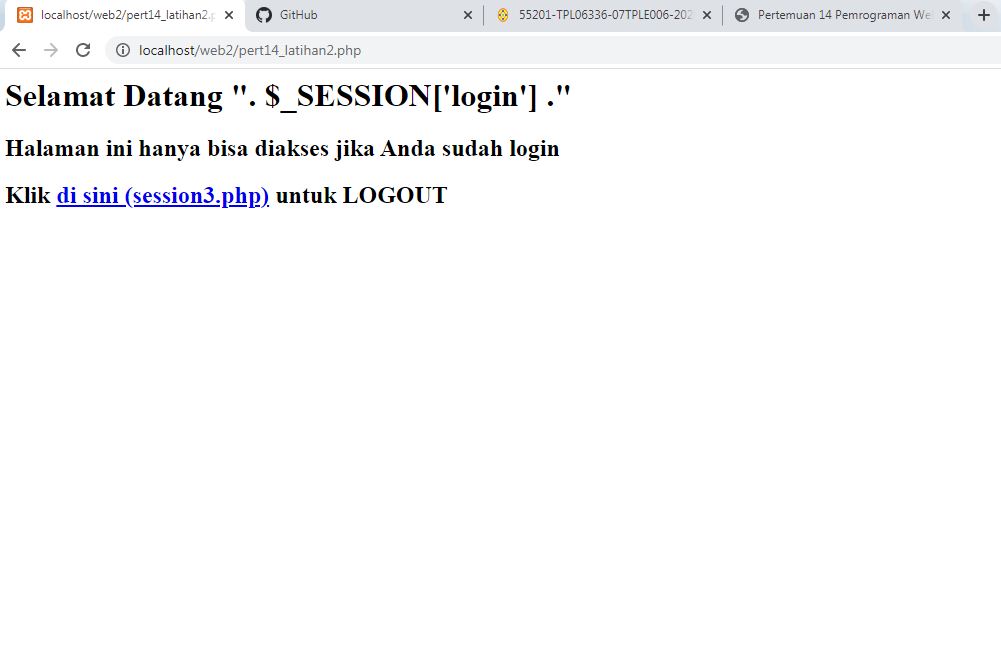 localhost/web2/pert14_latihan2.p
GitHub
55201-TPL06336-07TPLE006-202
Pertemuan 14 Pemrograman We
localhost/web2/pert14_latihan2.php
Selamat Datang ". $_SESSION['login'] ."
Halaman ini hanya bisa diakses jika Anda sudah login
Klik di sini (session3.php) untuk LOGOUT